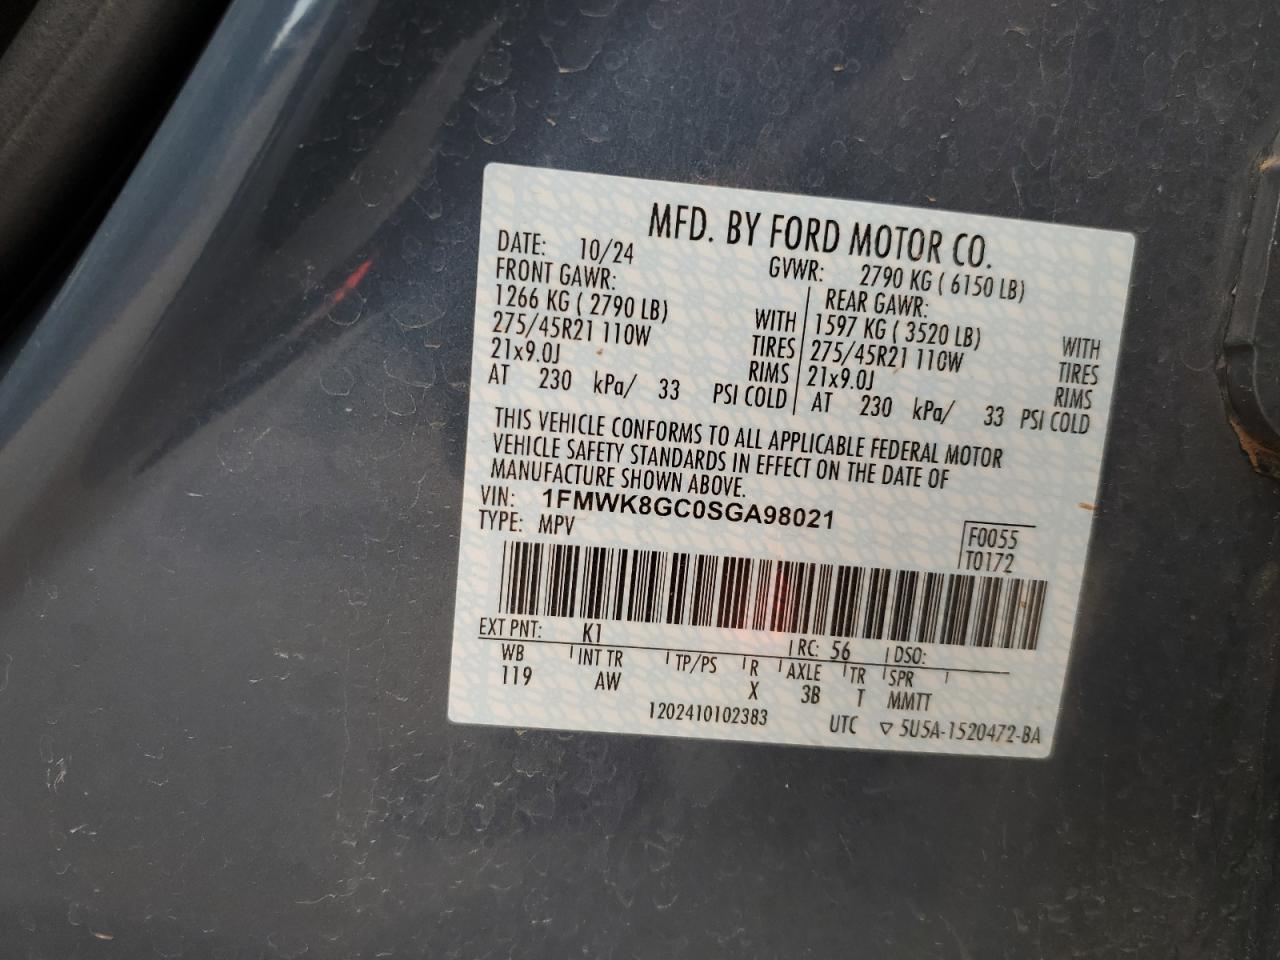 MFD. BY FORD MOTOR CO.
DATE: 10/24 GVWR: 2790 KG ( 6150 LB)
FRONT GAWR: REAR GAWR:
1266 KG ( 2790 LB) WITH 1597 KG ( 3520 LB) WITH
275/45R21 110W TIRES 275/45R21 110W TIRES
21x9.0J RIMS 21x9.0J RIMS
AT 230 kPa/ 33 PSI COLD AT 230 kPa/ 33 PSI COLD
THIS VEHICLE CONFORMS TO ALL APPLICABLE FEDERAL MOTOR
VEHICLE SAFETY STANDARDS IN EFFECT ON THE DATE OF
MANUFACTURE SHOWN ABOVE.
VIN: 1FMWK8GC0SGA98021
TYPE: MPV F0055
T0172
EXT PNT: K1 RC: 56 DSO:
WB INT TR TP/PS R AXLE TR SPR
119 AW X 3B T MMTT
1202410102383 UTC ▽ 5U5A-1520472-BA